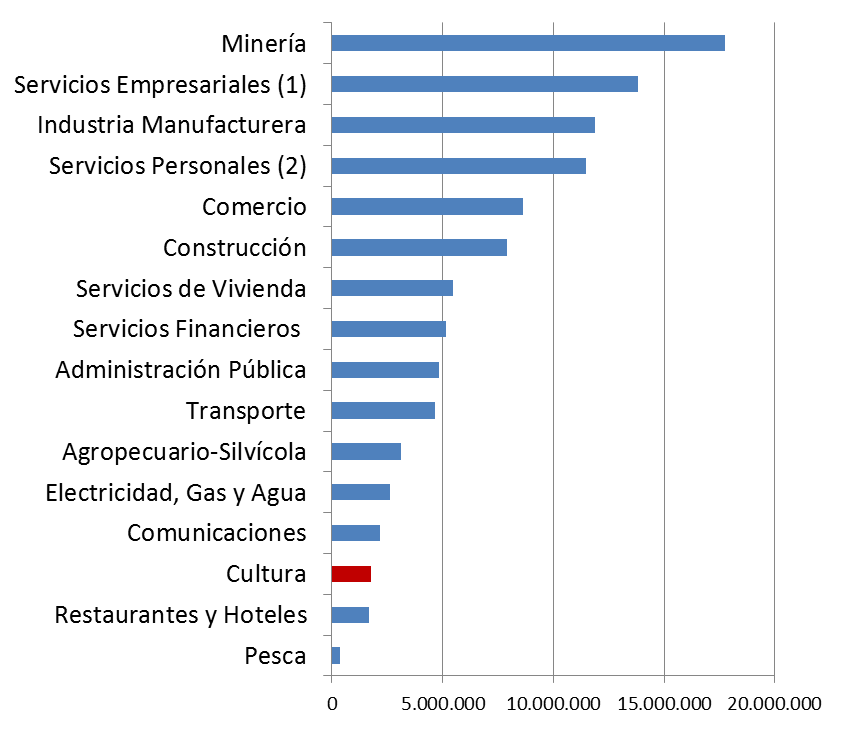 Minería
Servicios Empresariales (1)
Industria Manufacturera
Servicios Personales (2)
Comercio
Construcción
Servicios de Vivienda
Servicios Financieros
Administración Pública
Transporte
Agropecuario-Silvícola
Electricidad, Gas y Agua
Comunicaciones
Cultura
Restaurantes y Hoteles
Pesca
0 5.000.000 10.000.000 15.000.000 20.000.000